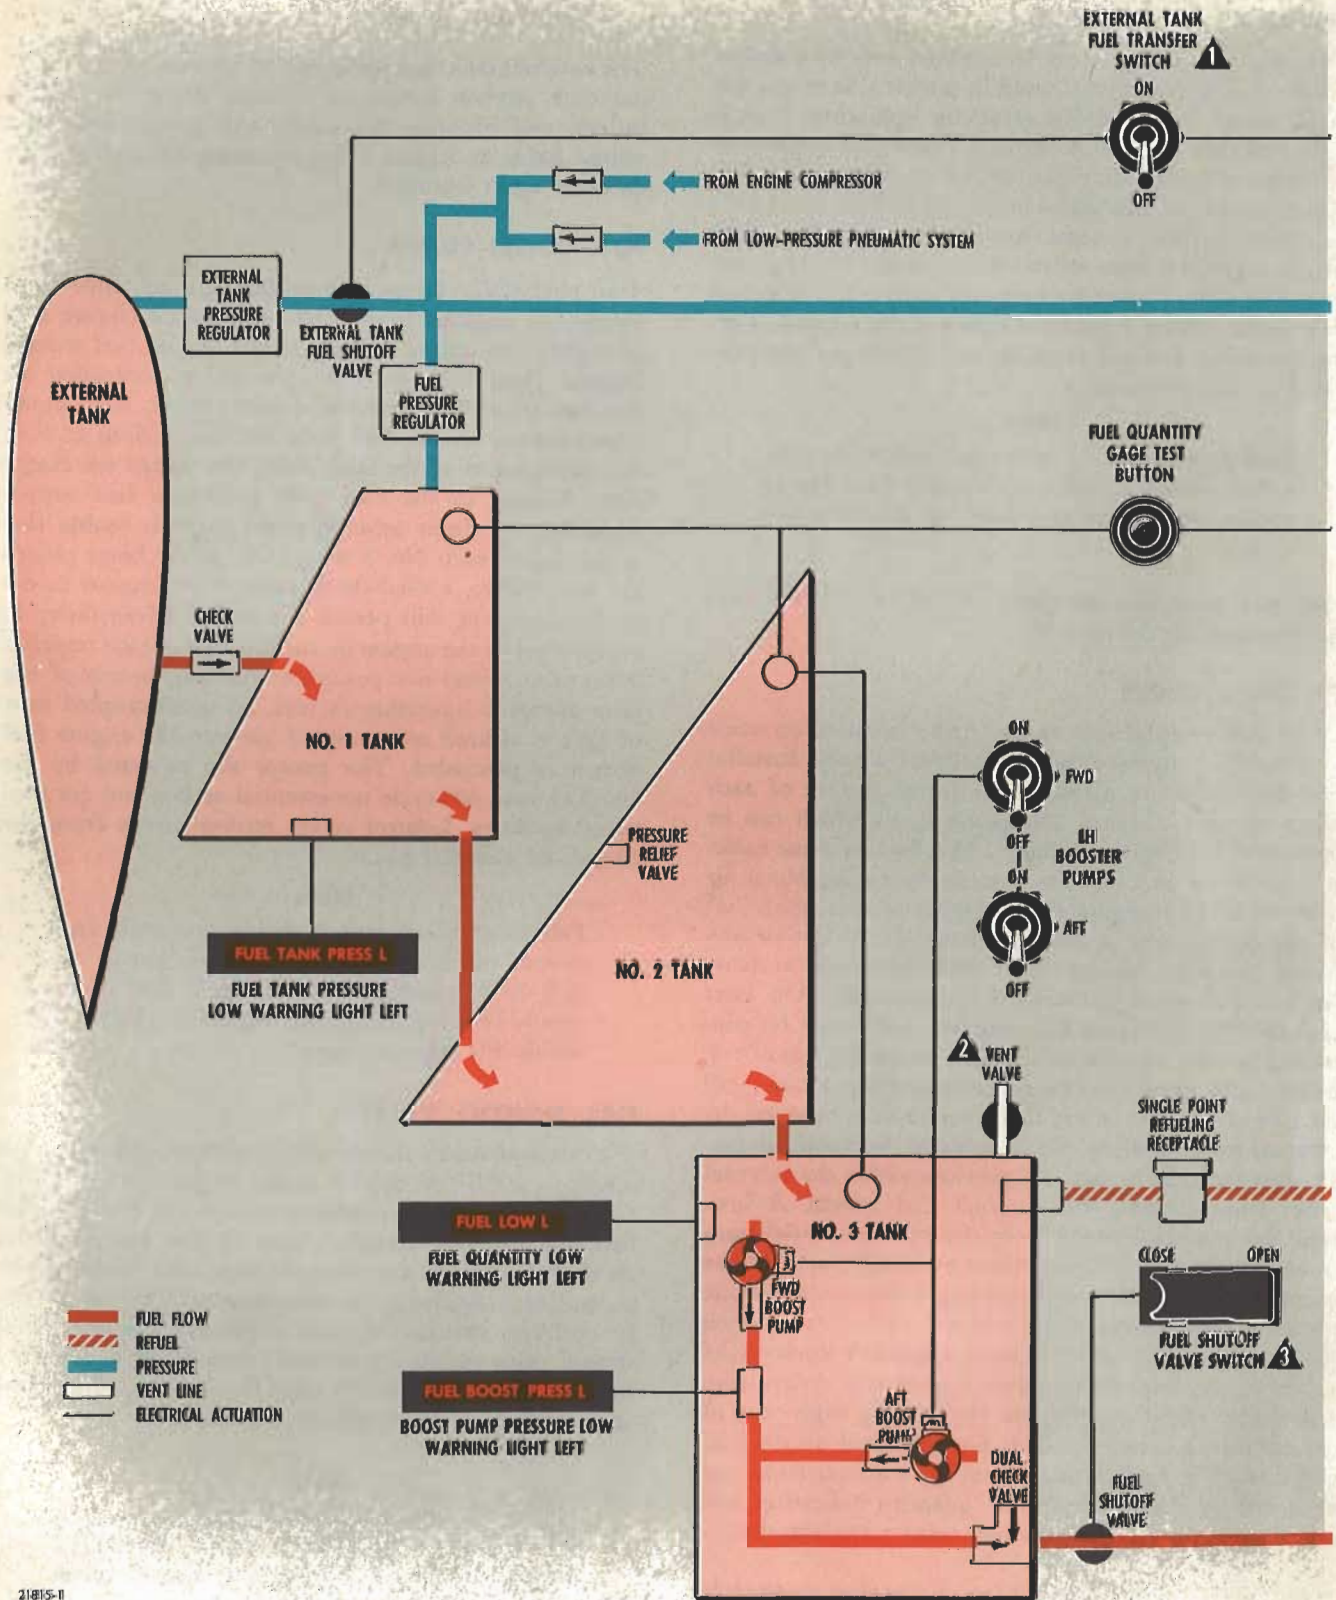 EXTERNAL TANK
FUEL TRANSFER
SWITCH 1
ON
OFF
FROM ENGINE COMPRESSOR
FROM LOW-PRESSURE PNEUMATIC SYSTEM
EXTERNAL
TANK
PRESSURE
REGULATOR
EXTERNAL TANK
FUEL SHUTOFF
VALVE
FUEL
PRESSURE
REGULATOR
EXTERNAL
TANK
FUEL QUANTITY
GAGE TEST
BUTTON
CHECK
VALVE
NO. 1 TANK
ON
FWD
OFF
LH
BOOSTER
PUMPS
ON
AFT
OFF
PRESSURE
RELIEF
VALVE
FUEL TANK PRESS L
FUEL TANK PRESSURE
LOW WARNING LIGHT LEFT
NO. 2 TANK
2 VENT
VALVE
SINGLE POINT
REFUELING
RECEPTACLE
FUEL LOW L
FUEL QUANTITY LOW
WARNING LIGHT LEFT
NO. 3 TANK
FWD
BOOST
PUMP
CLOSE OPEN
FUEL SHUTOFF
VALVE SWITCH 3
FUEL FLOW
REFUEL
PRESSURE
VENT LINE
ELECTRICAL ACTUATION
FUEL BOOST PRESS L
BOOST PUMP PRESSURE LOW
WARNING LIGHT LEFT
AFT
BOOST
PUMP
DUAL
CHECK
VALVE
FUEL
SHUTOFF
VALVE
21815-11